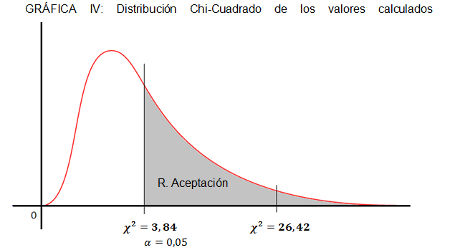 GRÁFICA IV: Distribución Chi-Cuadrado de los valores calculados
R. Aceptación
0
χ² = 3,84
χ² = 26,42
α = 0,05